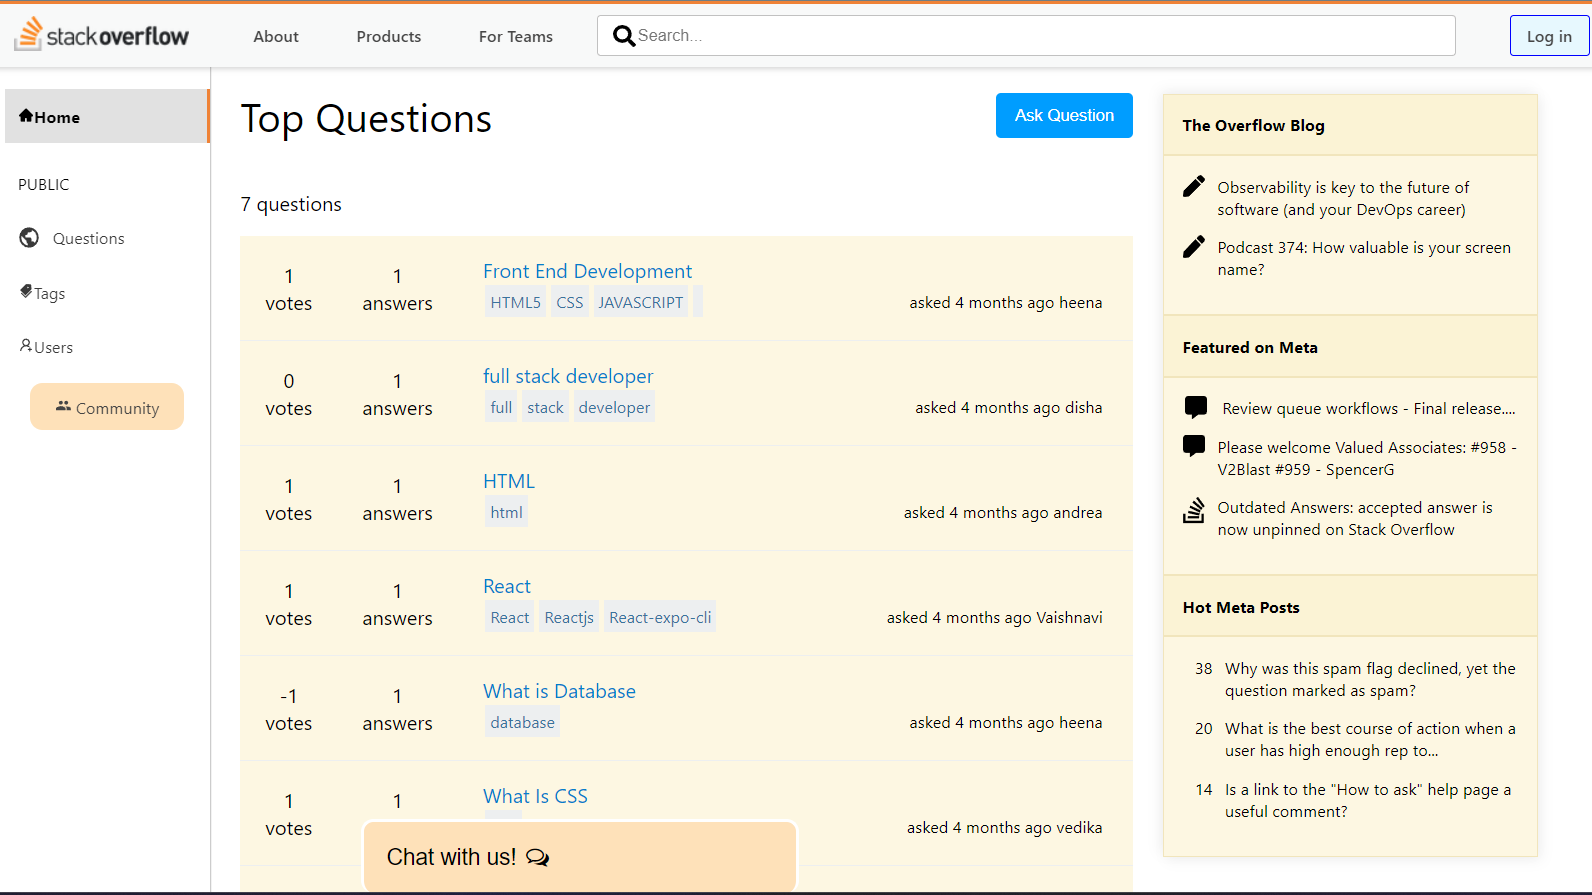 stackoverflow About Products For Teams Search... Log in
Home
PUBLIC
Questions
Tags
Users
Community
Top Questions
Ask Question
7 questions
1 votes
1 answers
Front End Development
HTML5 CSS JAVASCRIPT
asked 4 months ago heena
0 votes
1 answers
full stack developer
full stack developer
asked 4 months ago disha
1 votes
1 answers
HTML
html
asked 4 months ago andrea
1 votes
1 answers
React
React Reactjs React-expo-cli
asked 4 months ago Vaishnavi
-1 votes
1 answers
What is Database
database
asked 4 months ago heena
1 votes
1
What Is CSS
asked 4 months ago vedika
Chat with us!
The Overflow Blog
Observability is key to the future of
software (and your DevOps career)
Podcast 374: How valuable is your screen
name?
Featured on Meta
Review queue workflows - Final release....
Please welcome Valued Associates: #958 -
V2Blast #959 - SpencerG
Outdated Answers: accepted answer is
now unpinned on Stack Overflow
Hot Meta Posts
38 Why was this spam flag declined, yet the
question marked as spam?
20 What is the best course of action when a
user has high enough rep to...
14 Is a link to the "How to ask" help page a
useful comment?